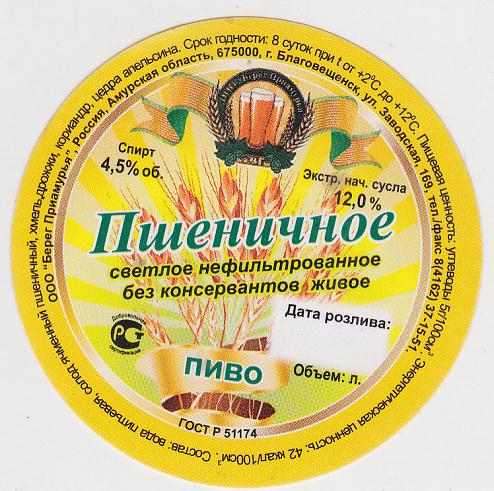 Состав: вода питьевая, солод ячменный пшеничный, хмель, дрожжи, кориандр, цедра апельсина. Срок годности: 8 суток при t от +2°С до +12°С. Пищевая ценность: углеводы 5г/100см³ Энергетическая ценность: 42 ккал/100см³.
ООО "Берег Приамурья" Россия, Амурская область, 675000, г. Благовещенск, ул. Заводская, 169, тел./факс 8(4162) 37-15-51.
Спирт
4,5% об.
Экстр. нач. сусла
12,0 %
Пшеничное
светлое нефильтрованное
без консервантов живое
Дата розлива:
Добровольная
РСТ
сертификация
ПИВО
Объем: л.
ГОСТ Р 51174